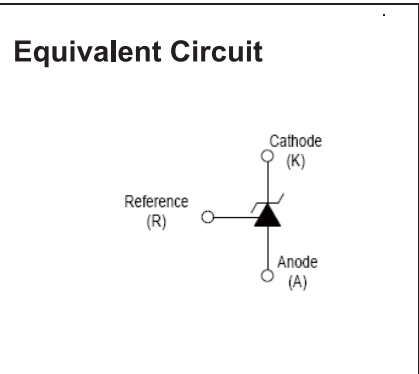 Equivalent Circuit
Cathode
(K)
Reference
(R)
Anode
(A)